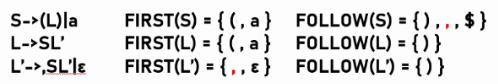 S->(L)|a FIRST(S) = { ( , a } FOLLOW(S) = { ) , , , $ }
L->SL’ FIRST(L) = { ( , a } FOLLOW(L) = { ) }
L’->,SL’|ε FIRST(L’) = { , , ε } FOLLOW(L’) = { ) }